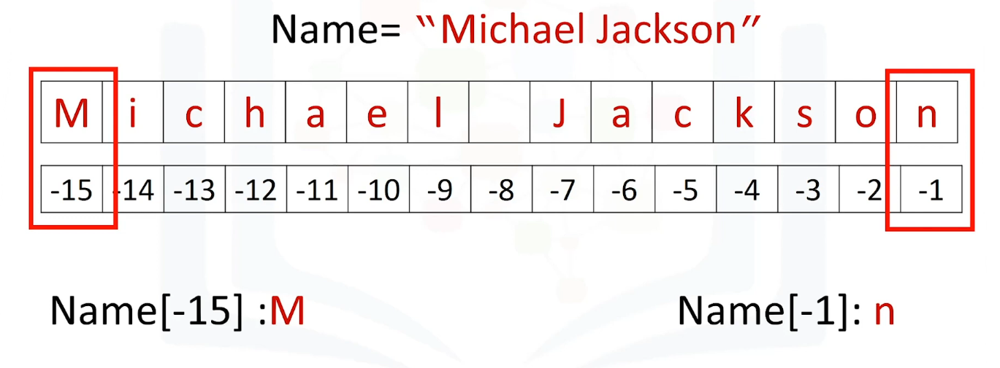 Name= "Michael Jackson"
M i c h a e l J a c k s o n
-15 -14 -13 -12 -11 -10 -9 -8 -7 -6 -5 -4 -3 -2 -1
Name[-15] :M Name[-1]: n